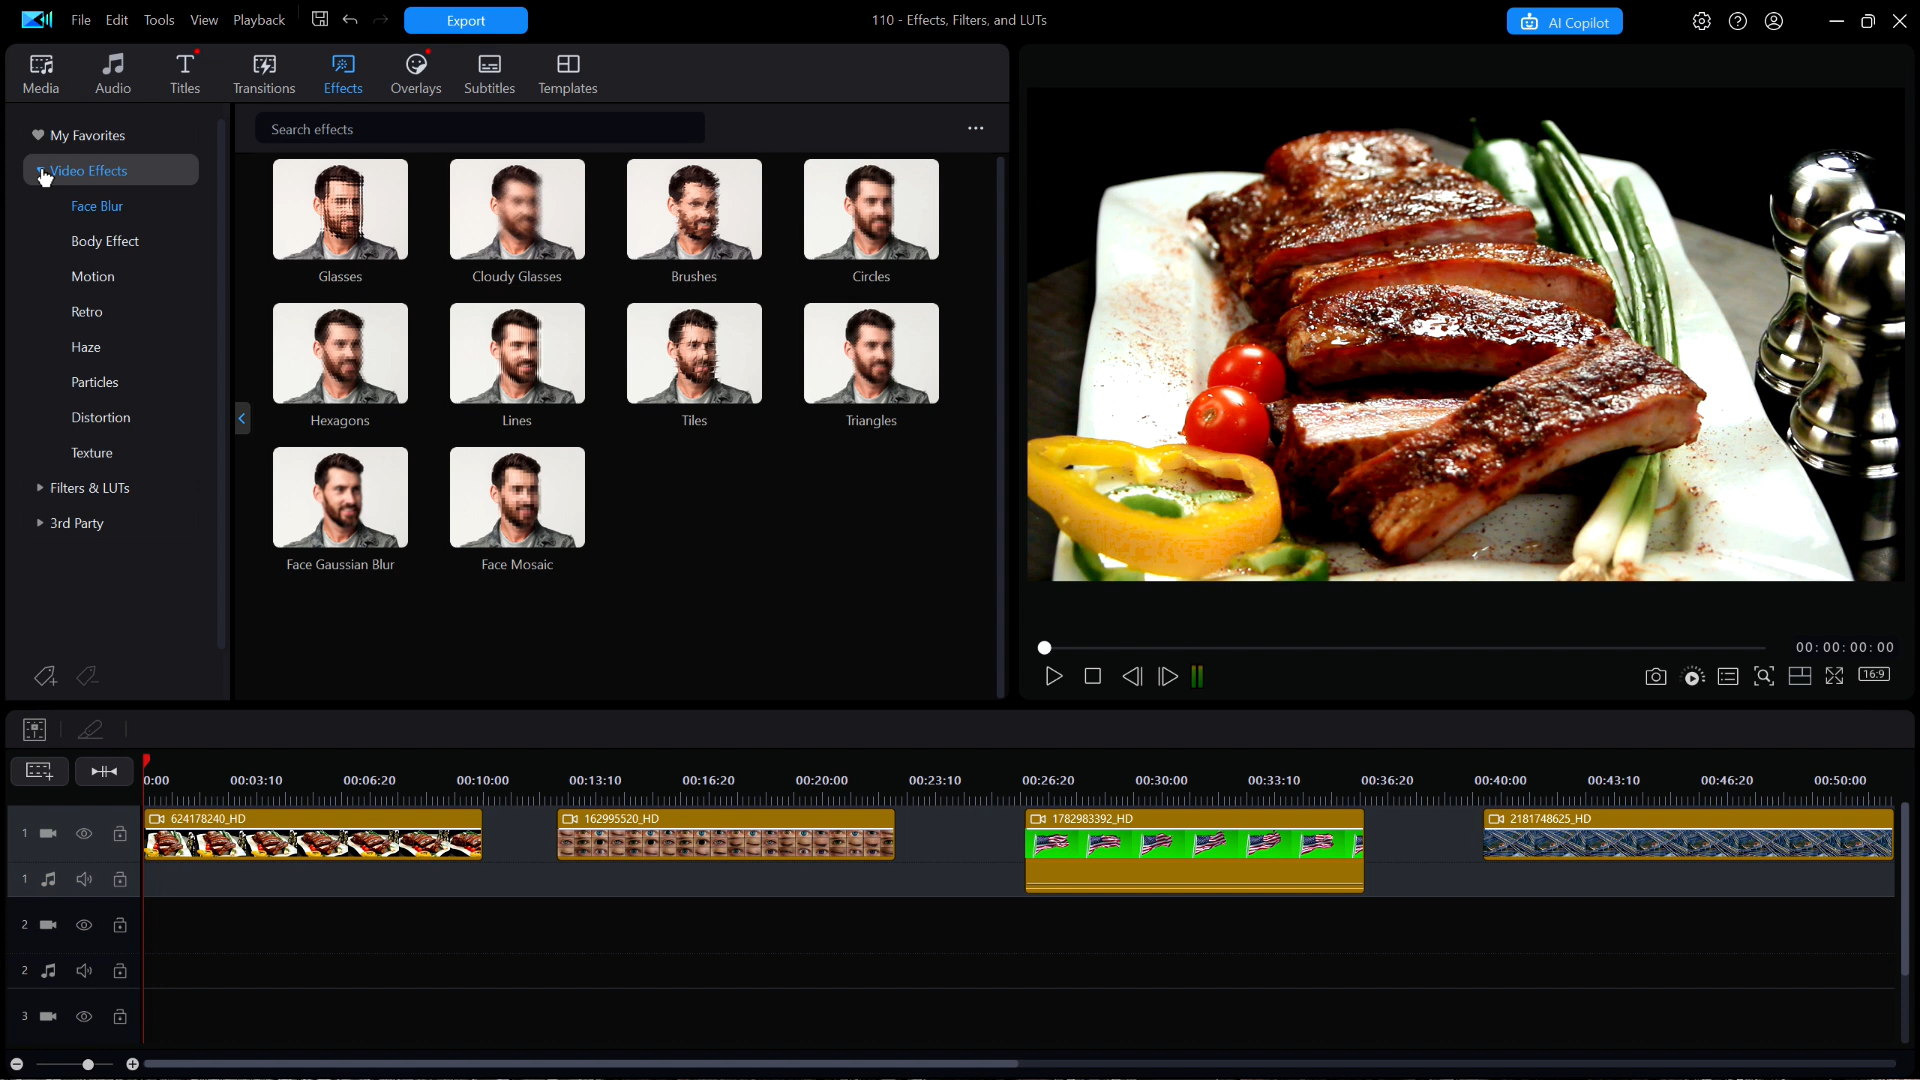 File Edit Tools View Playback Export 110 - Effects, Filters, and LUTs AI Copilot
Media Audio Titles Transitions Effects Overlays Subtitles Templates
Search effects
My Favorites
Video Effects
Face Blur
Body Effect
Motion
Retro
Haze
Particles
Distortion
Texture
Filters & LUTs
3rd Party
Glasses Cloudy Glasses Brushes Circles
Hexagons Lines Tiles Triangles
Face Gaussian Blur Face Mosaic
00:00:00:00
16:9
0:00 00:03:10 00:06:20 00:10:00 00:13:10 00:16:20 00:20:00 00:23:10 00:26:20 00:30:00 00:33:10 00:36:20 00:40:00 00:43:10 00:46:20 00:50:00
624178240_HD 162995520_HD 1782983392_HD 2181748625_HD
1
1
2
2
3